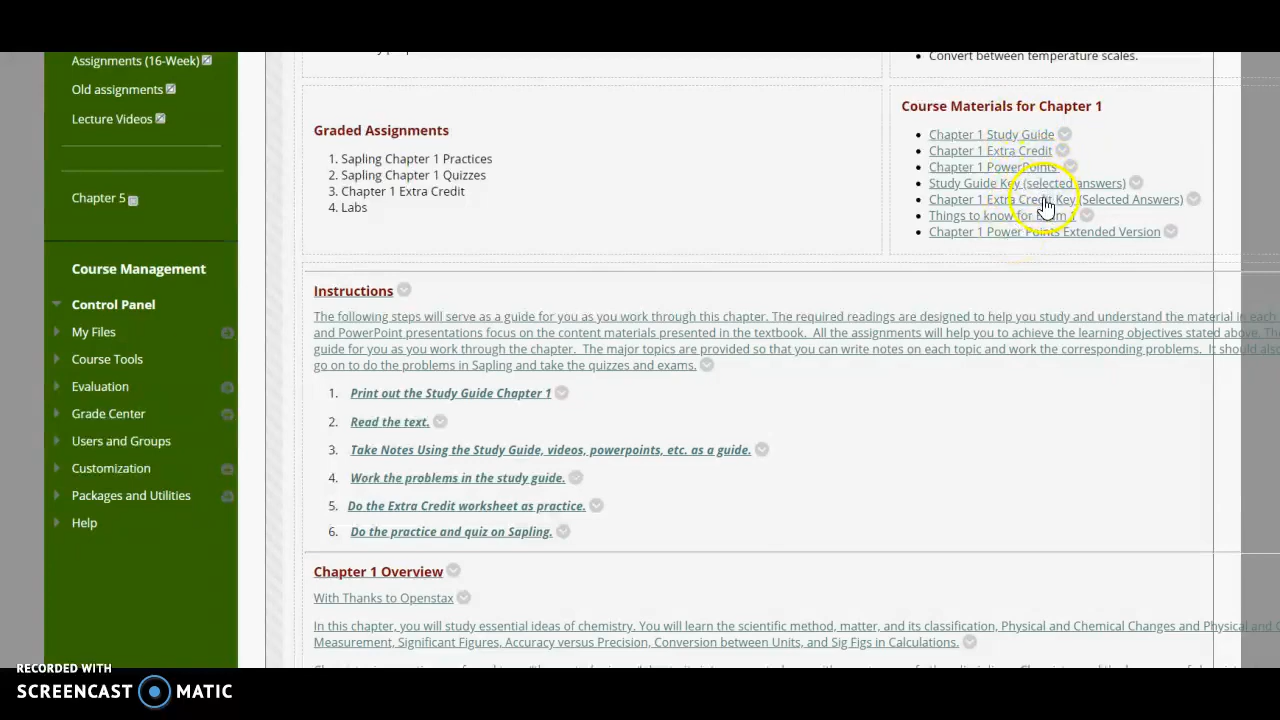 Assignments (16-Week)
Old assignments
Lecture Videos
Chapter 5
Course Management
Control Panel
My Files
Course Tools
Evaluation
Grade Center
Users and Groups
Customization
Packages and Utilities
Help
Convert between temperature scales.
Graded Assignments
1. Sapling Chapter 1 Practices
2. Sapling Chapter 1 Quizzes
3. Chapter 1 Extra Credit
4. Labs
Course Materials for Chapter 1
Chapter 1 Study Guide
Chapter 1 Extra Credit
Chapter 1 PowerPoints
Study Guide Key (selected answers)
Chapter 1 Extra Credit Key (Selected Answers)
Things to know for Exam 1
Chapter 1 Power Points Extended Version
Instructions
The following steps will serve as a guide for you as you work through this chapter. The required readings are designed to help you study and understand the material in each
and PowerPoint presentations focus on the content materials presented in the textbook. All the assignments will help you to achieve the learning objectives stated above. The
guide for you as you work through the chapter. The major topics are provided so that you can write notes on each topic and work the corresponding problems. It should also
go on to do the problems in Sapling and take the quizzes and exams.
1. Print out the Study Guide Chapter 1
2. Read the text.
3. Take Notes Using the Study Guide, videos, powerpoints, etc. as a guide.
4. Work the problems in the study guide.
5. Do the Extra Credit worksheet as practice.
6. Do the practice and quiz on Sapling.
Chapter 1 Overview
With Thanks to Openstax
In this chapter, you will study essential ideas of chemistry. You will learn the scientific method, matter, and its classification, Physical and Chemical Changes and Physical and C
Measurement, Significant Figures, Accuracy versus Precision, Conversion between Units, and Sig Figs in Calculations.
RECORDED WITH
SCREENCAST MATIC